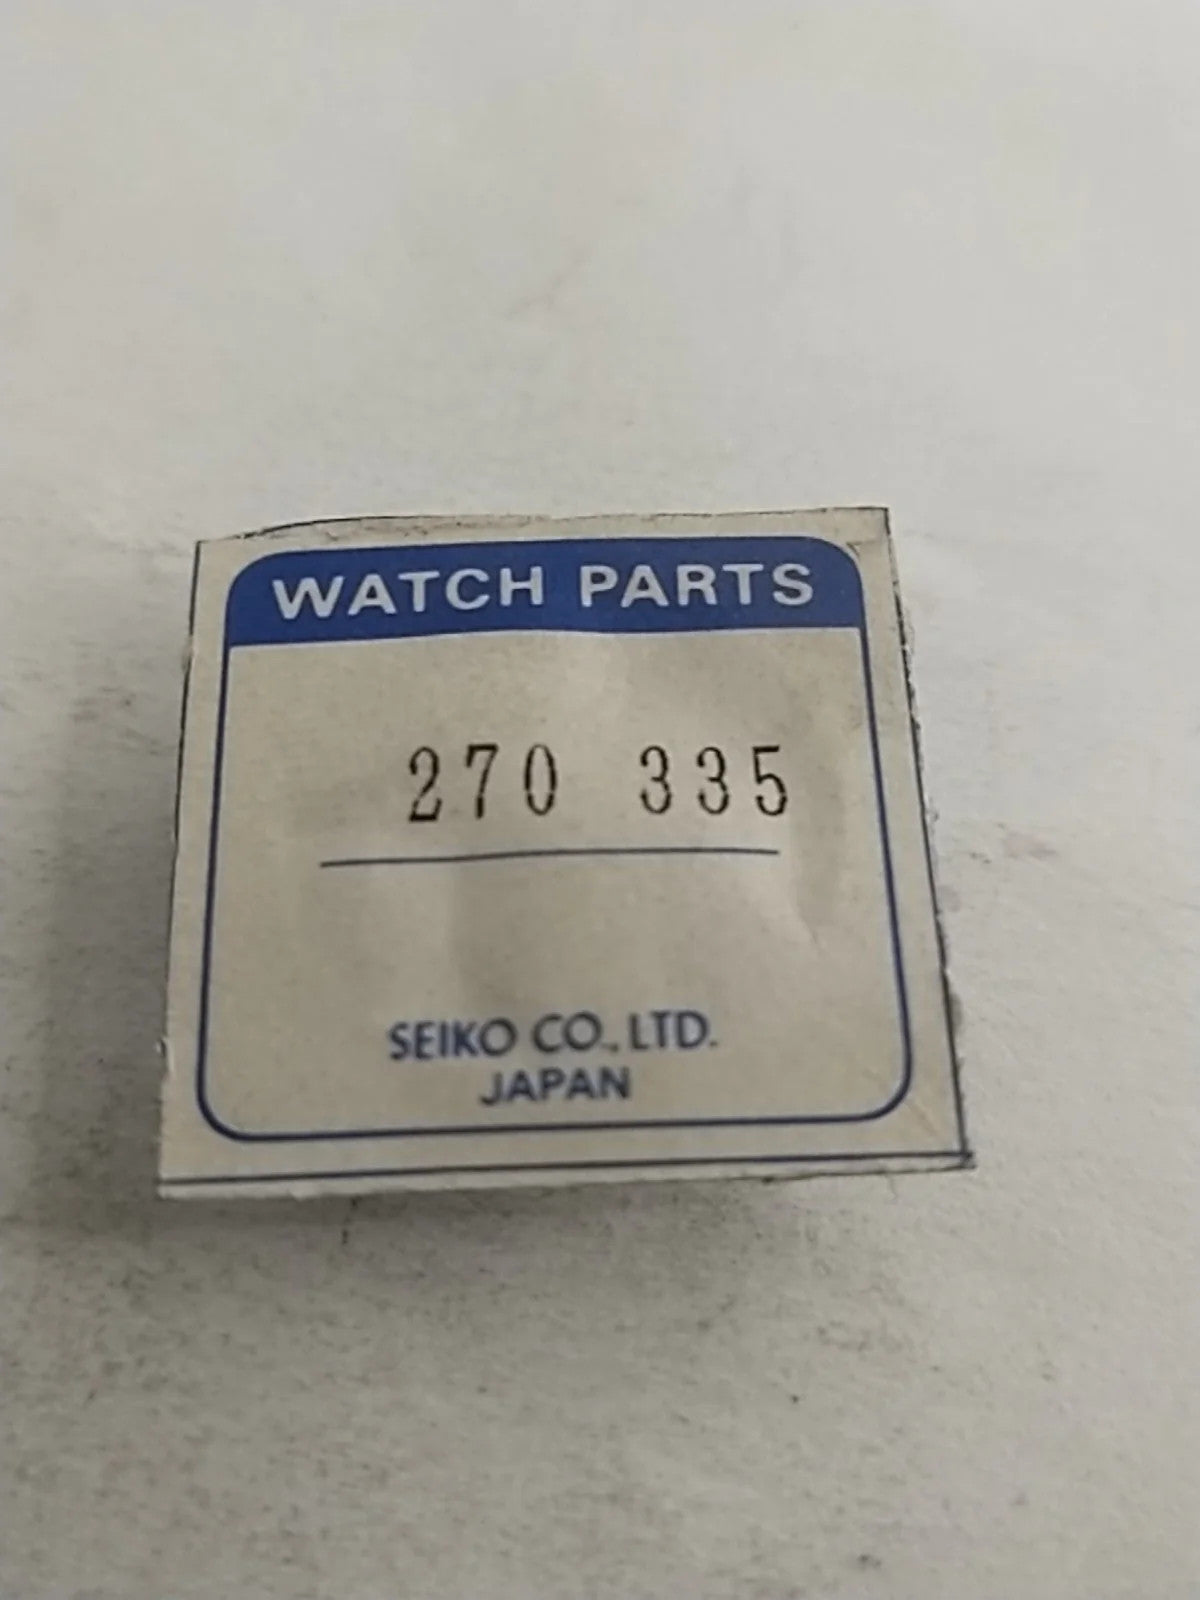 WATCH PARTS
270 335
SEIKO CO., LTD.
JAPAN